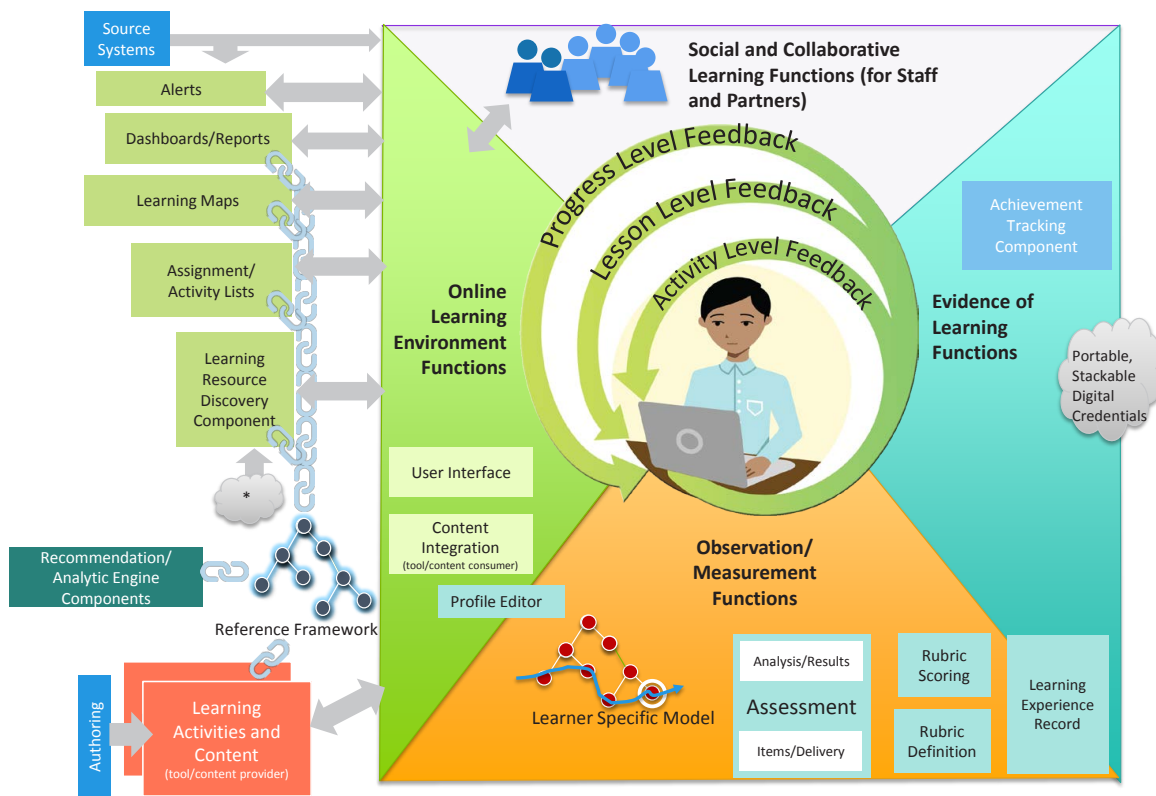 Source
Systems
Alerts
Dashboards/Reports
Learning Maps
Assignment/
Activity Lists
Learning
Resource
Discovery
Component
*
Recommendation/
Analytic Engine
Components
Reference Framework
Authoring
Learning
Activities and
Content
(tool/content provider)
Social and Collaborative
Learning Functions (for Staff
and Partners)
Progress Level Feedback
Lesson Level Feedback
Activity Level Feedback
Online
Learning
Environment
Functions
User Interface
Content
Integration
(tool/content consumer)
Profile Editor
Achievement
Tracking
Component
Evidence of
Learning
Functions
Portable,
Stackable
Digital
Credentials
Observation/
Measurement
Functions
Learner Specific Model
Analysis/Results
Assessment
Items/Delivery
Rubric
Scoring
Rubric
Definition
Learning
Experience
Record